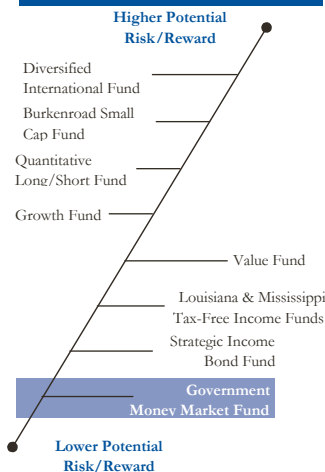 Higher Potential
Risk/Reward
Diversified
International Fund
Burkenroad Small
Cap Fund
Quantitative
Long/Short Fund
Growth Fund
Value Fund
Louisiana & Mississippi
Tax-Free Income Funds
Strategic Income
Bond Fund
Government
Money Market Fund
Lower Potential
Risk/Reward